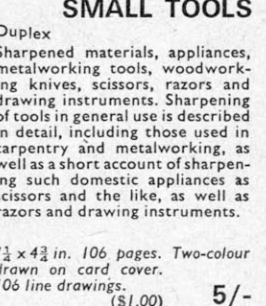 SMALL TOOLS
Duplex
Sharpened materials, appliances,
metalworking tools, woodwork-
ing knives, scissors, razors and
drawing instruments. Sharpening
of tools in general use is described
in detail, including those used in
carpentry and metalworking, as
well as a short account of sharpen-
ing such domestic appliances as
scissors and the like, as well as
razors and drawing instruments.
7½ x 4¾ in. 106 pages. Two-colour
drawn on card cover.
106 line drawings.
($1.00) 5/-